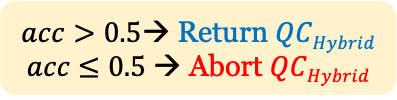 acc > 0.5→ Return QC_Hybrid
acc ≤ 0.5 → Abort QC_Hybrid